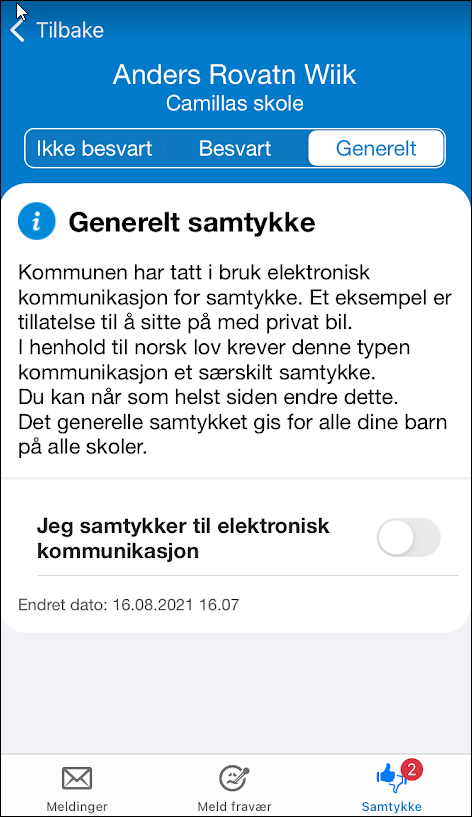 Tilbake
Anders Rovatn Wiik
Camillas skole
Ikke besvart Besvart Generelt
i Generelt samtykke
Kommunen har tatt i bruk elektronisk
kommunikasjon for samtykke. Et eksempel er
tillatelse til å sitte på med privat bil.
I henhold til norsk lov krever denne typen
kommunikasjon et særskilt samtykke.
Du kan når som helst siden endre dette.
Det generelle samtykket gis for alle dine barn
på alle skoler.
Jeg samtykker til elektronisk
kommunikasjon
Endret dato: 16.08.2021 16.07
2
Meldinger Meld fravær Samtykke